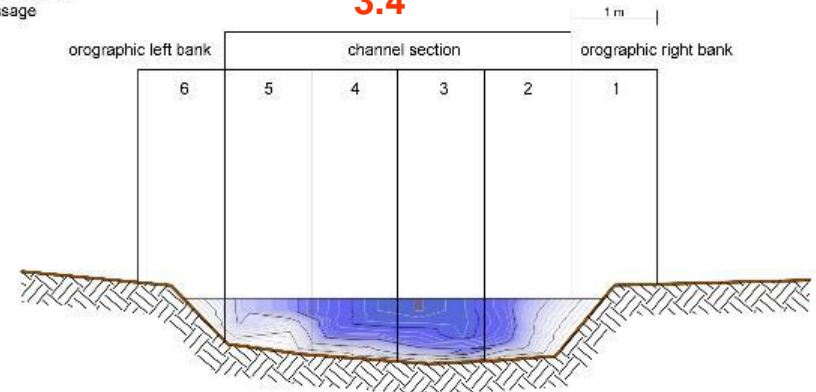 3.4
1 m
orographic left bank channel section orographic right bank
6 5 4 3 2 1